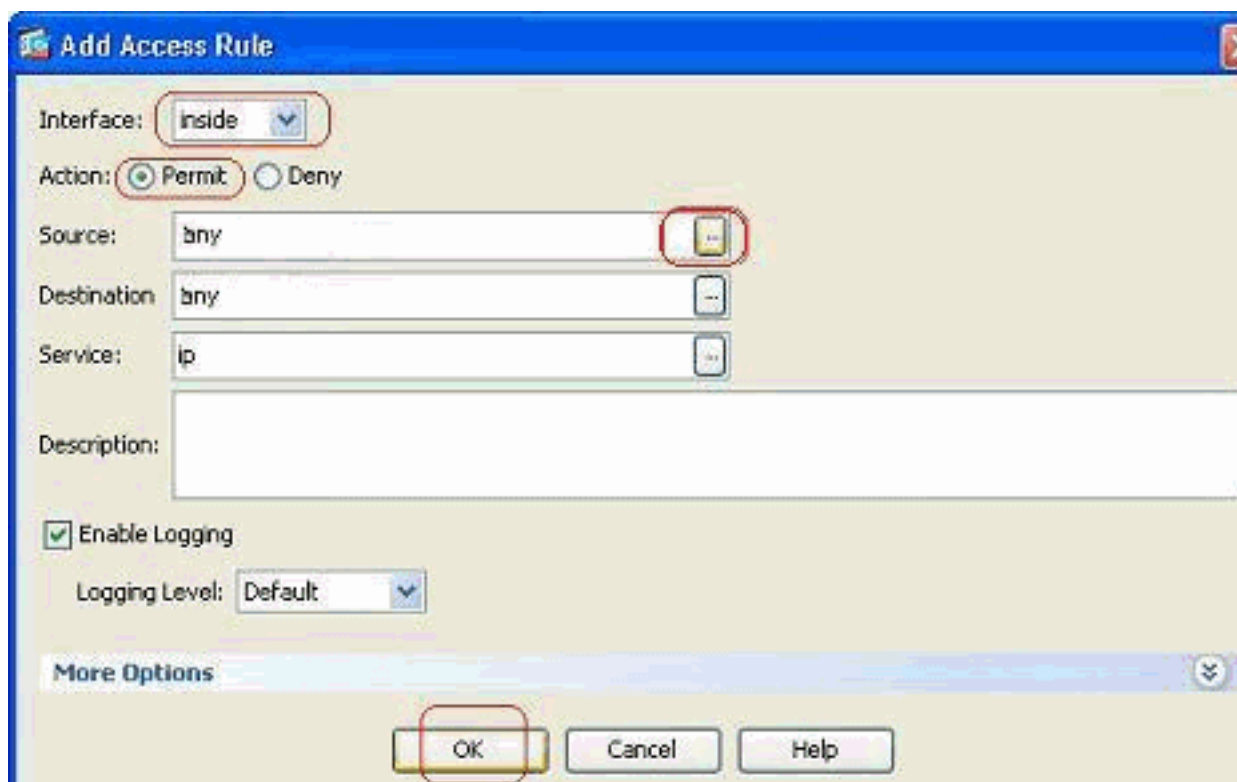 Add Access Rule
Interface: inside
Action: Permit Deny
Source: any ...
Destination any ...
Service: ip ...
Description:
Enable Logging
Logging Level: Default
More Options
OK Cancel Help